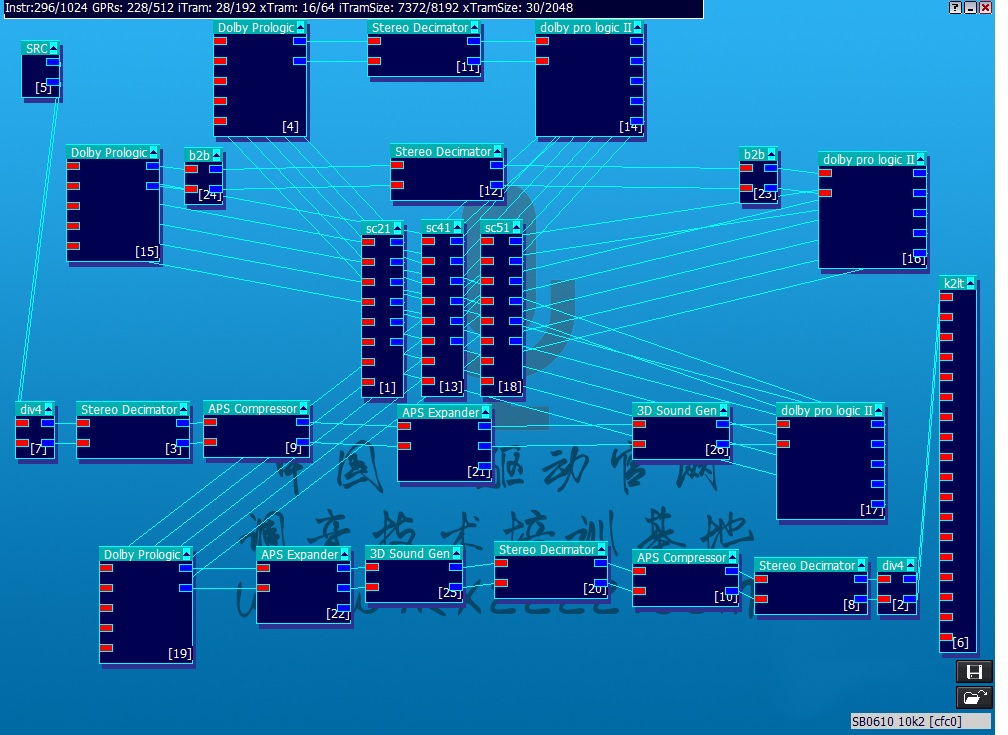 Instr:296/1024 GPRs: 228/512 iTram: 28/192 xTram: 16/64 iTramSize: 7372/8192 xTramSize: 30/2048
Dolby Prologic
[4]
Stereo Decimator
[11]
dolby pro logic II
[14]
SRC
[5]
Dolby Prologic
[15]
b2b
[24]
Stereo Decimator
[12]
b2b
[23]
dolby pro logic II
[16]
sc21
[1]
sc41
[13]
sc51
[18]
k2lt
[6]
div4
[7]
Stereo Decimator
[3]
APS Compressor
[9]
APS Expander
[21]
3D Sound Gen
[26]
dolby pro logic II
[17]
Dolby Prologic
[19]
APS Expander
[22]
3D Sound Gen
[25]
Stereo Decimator
[20]
APS Compressor
[10]
Stereo Decimator
[8]
div4
[2]
SB0610 10k2 [cfc0]